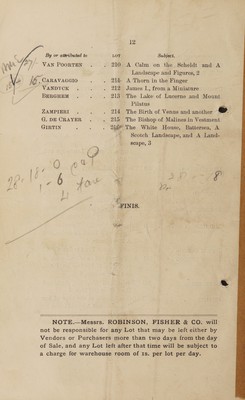 12
By or attributed to LOT Subject.
VAN POORTEN . . 210 A Calm on the Scheldt and A
Landscape and Figures, 2
CARAVAGGIO . . 211 A Thorn in the Finger
VANDYCK . . . 212 James I., from a Miniature
BERGHEM . . . 213 The Lake of Lucerne and Mount
Pilatus
ZAMPIERI . . . 214 The Birth of Venus and another
G. DE CRAYER . . 215 The Bishop of Malines in Vestment
GIRTIN . . . The White House, Battersea, A
Scotch Landscape, and A Land-
scape, 3
28-18-0
1-6
FINIS.
NOTE.—Messrs. ROBINSON, FISHER & CO. will
not be responsible for any Lot that may be left either by
Vendors or Purchasers more than two days from the day
of Sale, and any Lot left after that time will be subject to
a charge for warehouse room of 1s. per lot per day.